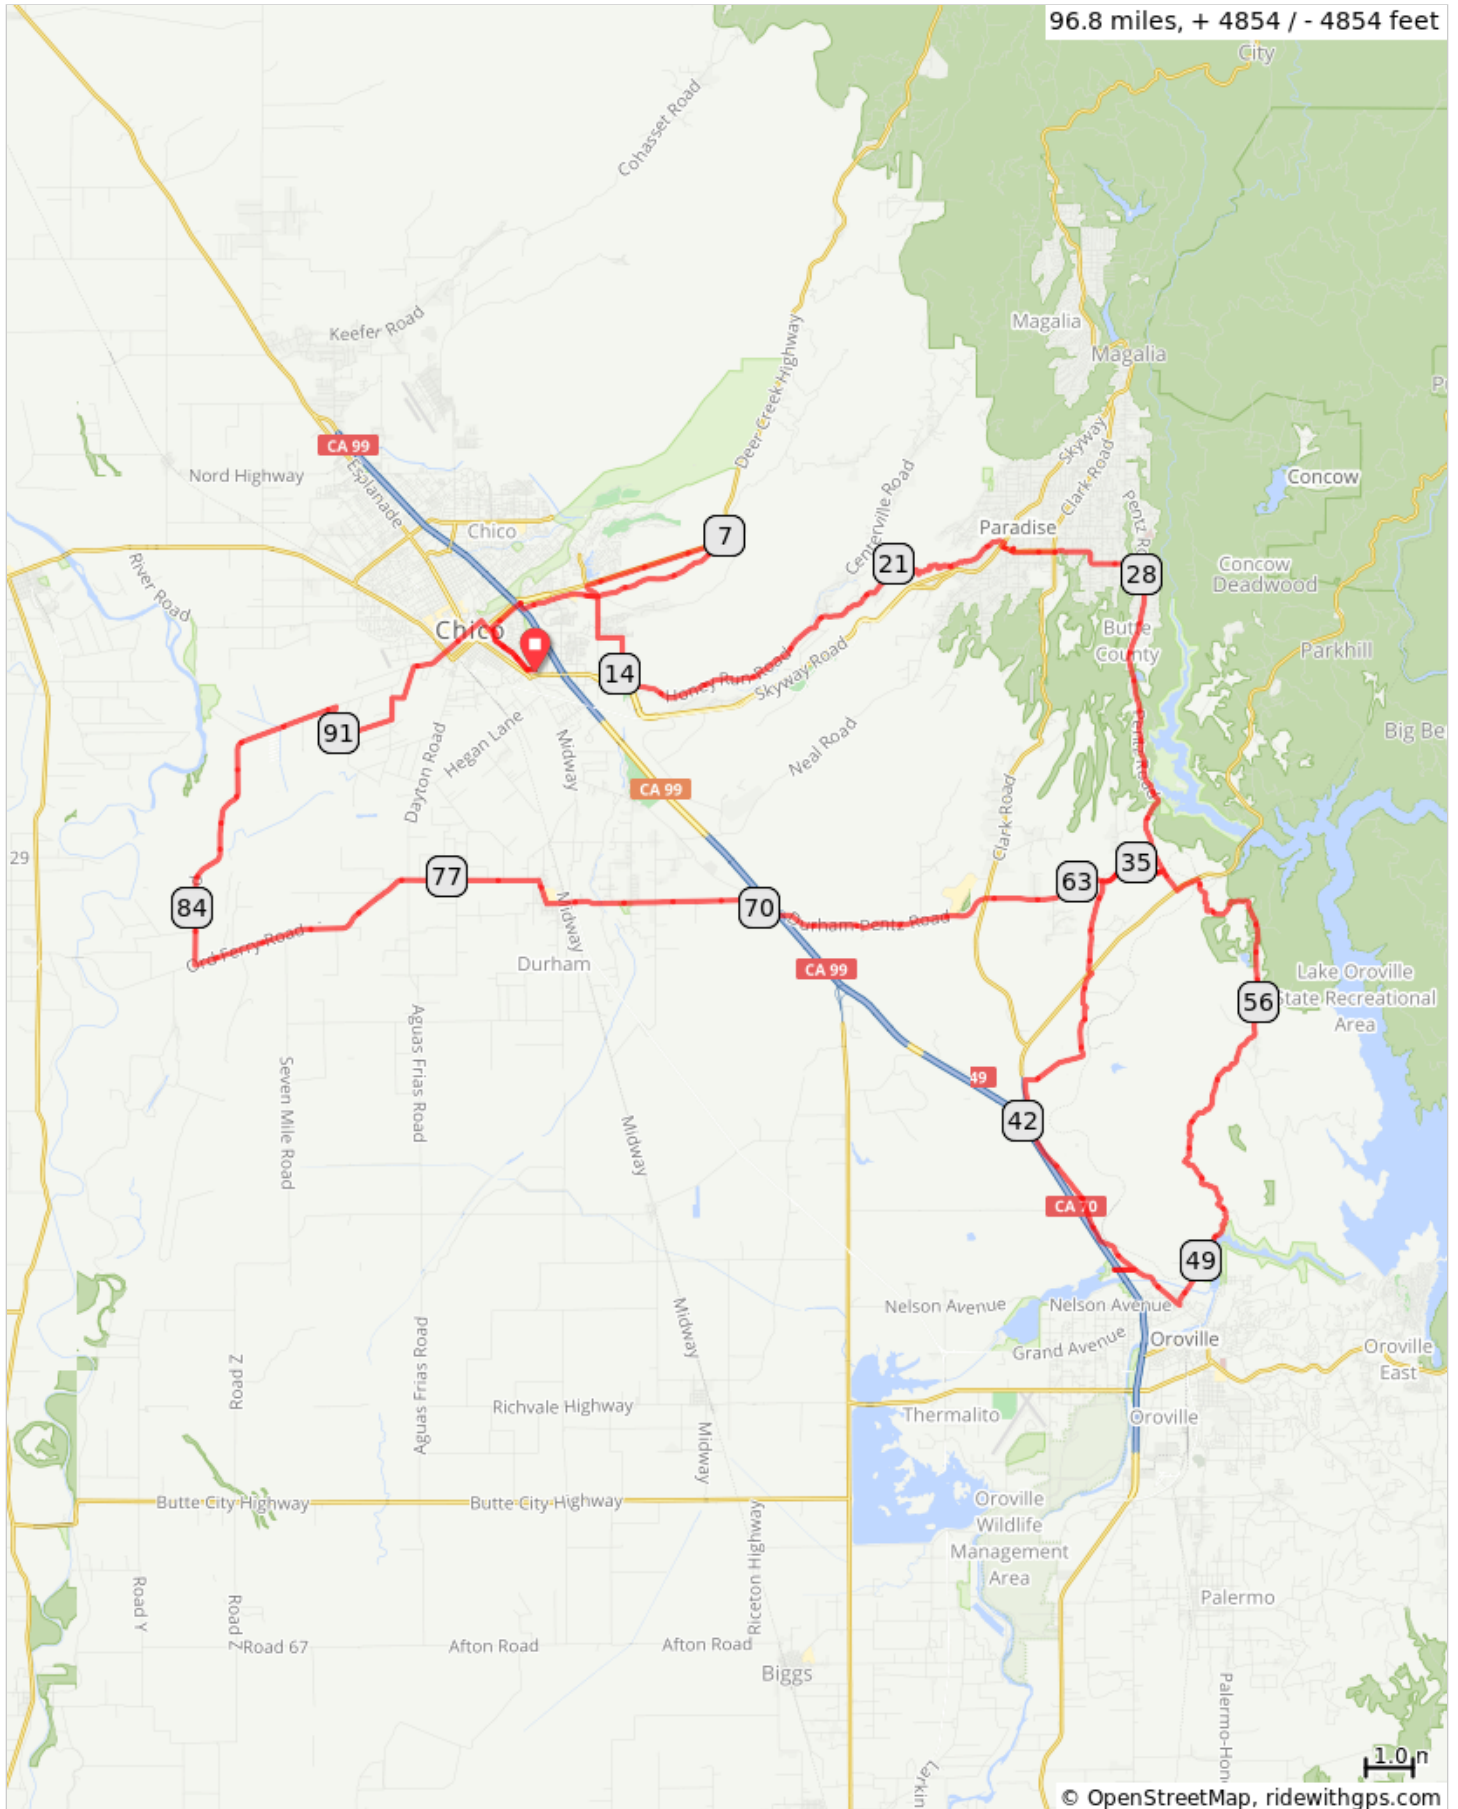 96.8 miles, + 4854 / - 4854 feet
City
Cohasset Road
Keefer Road
Magalia
Magalia
Deer Creek Highway
CA 99
Esplanade
Skyway
Clark Road
Nord Highway
Concow
Centerville Road
Pentz Ro
Chico
Paradise
7
21
28
River Road
Concow
Deadwood
Chico
Butte
County
Parkhill
14
Honey Run Road
Skyway Road
91
Dayton Road
Hegan Lane
Midway
Neal Road
Pentz Road
Big Be
CA 99
Clark Road
29
77
63
35
84
70
Midway
Durham-Pentz Road
Ord Ferry Road
Durham
CA 99
Lake Oroville
State Recreational
Area
56
Aguas Frias Road
Seven Mile Road
49
42
Midway
CA 70
49
Nelson Avenue
Nelson Avenue
Midway
Grand Avenue
Oroville
Oroville
East
Road Z
Aguas Frias Road
Richvale Highway
Thermalito
Oroville
Midway
Butte City Highway
Butte City Highway
Oroville
Wildlife
Management
Area
Riceton Highway
Road Y
Road Z
Palermo
Road 67
Afton Road
Afton Road
Biggs
Palermo-Hon
Larkin
1.0 n
© OpenStreetMap, ridewithgps.com